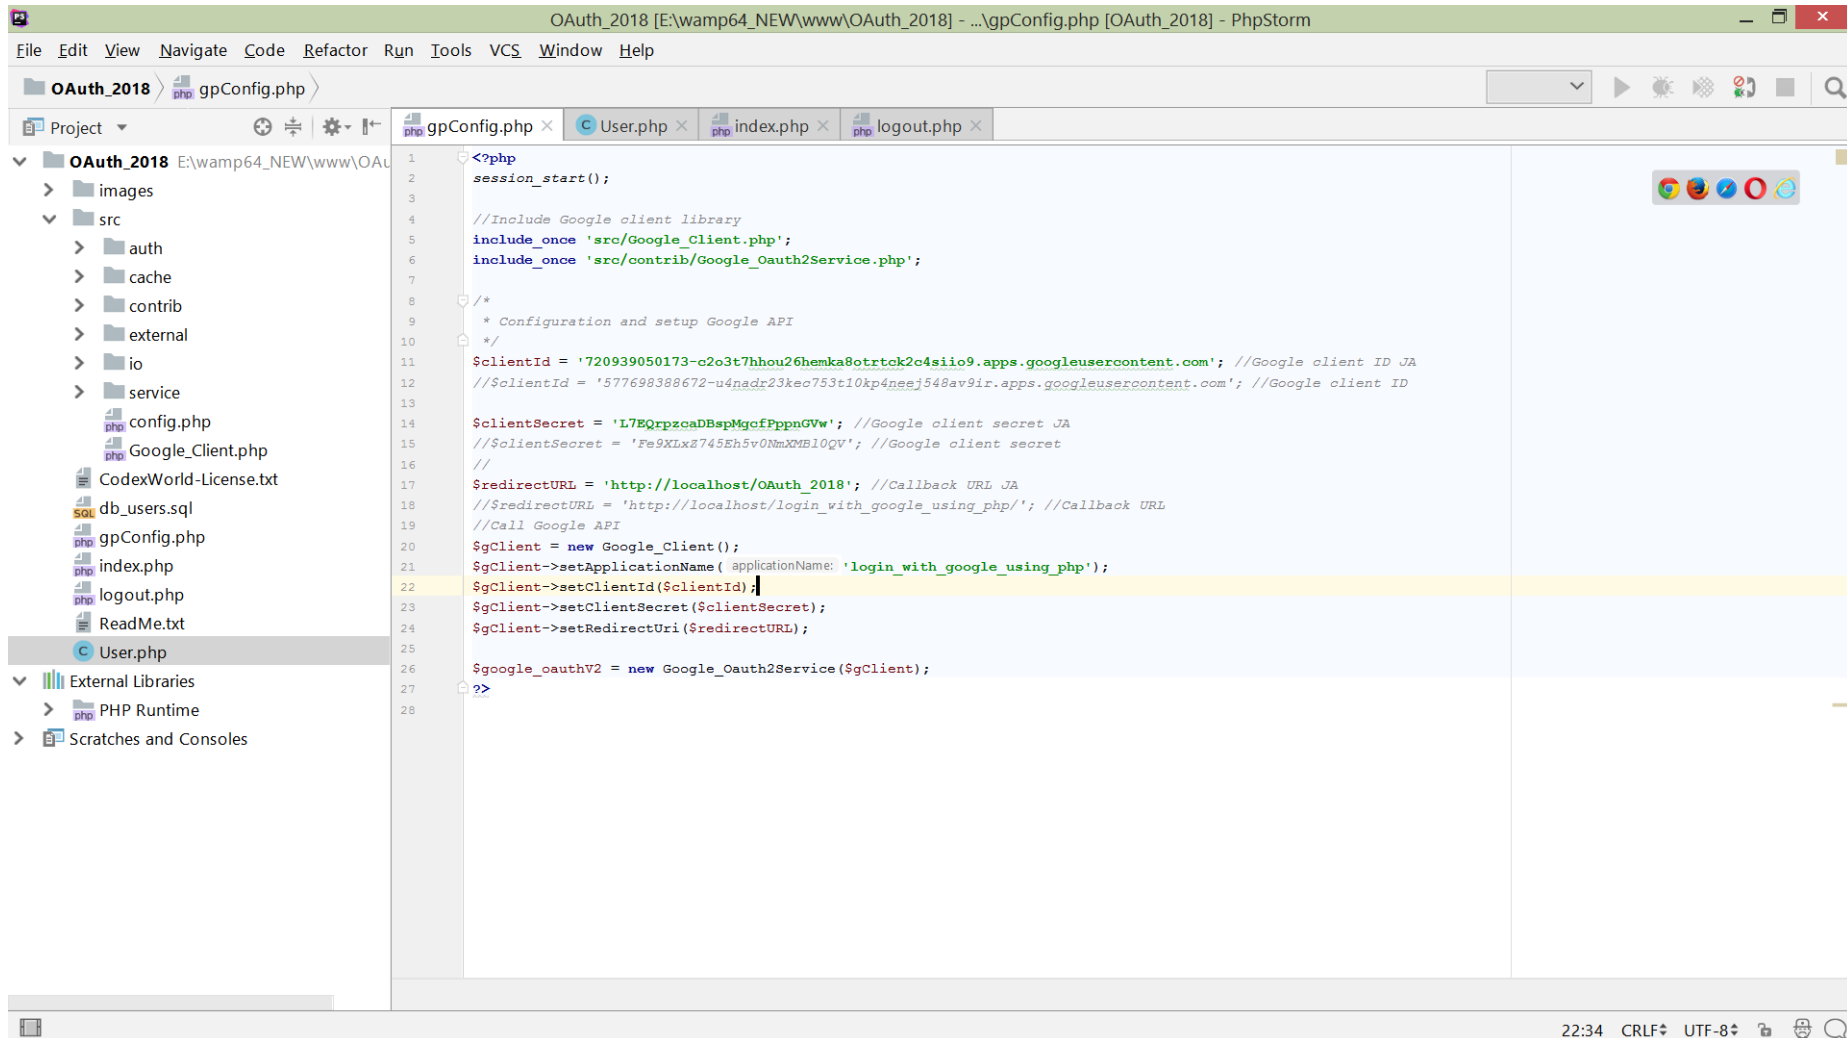 OAuth_2018 [E:\wamp64_NEW\www\OAuth_2018] - ...\gpConfig.php [OAuth_2018] - PhpStorm
File Edit View Navigate Code Refactor Run Tools VCS Window Help
OAuth_2018 gpConfig.php
Project
gpConfig.php User.php index.php logout.php
OAuth_2018 E:\wamp64_NEW\www\OAu
images
src
auth
cache
contrib
external
io
service
config.php
Google_Client.php
CodexWorld-License.txt
db_users.sql
gpConfig.php
index.php
logout.php
ReadMe.txt
User.php
External Libraries
PHP Runtime
Scratches and Consoles
1 <?php
2 session_start();
3
4 //Include Google client library
5 include_once 'src/Google_Client.php';
6 include_once 'src/contrib/Google_Oauth2Service.php';
7
8 /*
9 * Configuration and setup Google API
10 */
11 $clientId = '720939050173-c2o3t7hhou26hemka8otrtck2c4siio9.apps.googleusercontent.com'; //Google client ID JA
12 //$clientId = '577698388672-u4nadr23kec753t10kp4neej548av9ir.apps.googleusercontent.com'; //Google client ID
13
14 $clientSecret = 'L7EQrpzcaDBspMgcfPppnGVw'; //Google client secret JA
15 //$clientSecret = 'Fe9XLxZ745Eh5v0NmXMBl0QV'; //Google client secret
16 //
17 $redirectURL = 'http://localhost/OAuth_2018'; //Callback URL JA
18 //$redirectURL = 'http://localhost/login_with_google_using_php/'; //Callback URL
19 //Call Google API
20 $gClient = new Google_Client();
21 $gClient->setApplicationName( applicationName: 'login_with_google_using_php');
22 $gClient->setClientId($clientId);
23 $gClient->setClientSecret($clientSecret);
24 $gClient->setRedirectUri($redirectURL);
25
26 $google_oauthV2 = new Google_Oauth2Service($gClient);
27 ?>
28
22:34 CRLF UTF-8